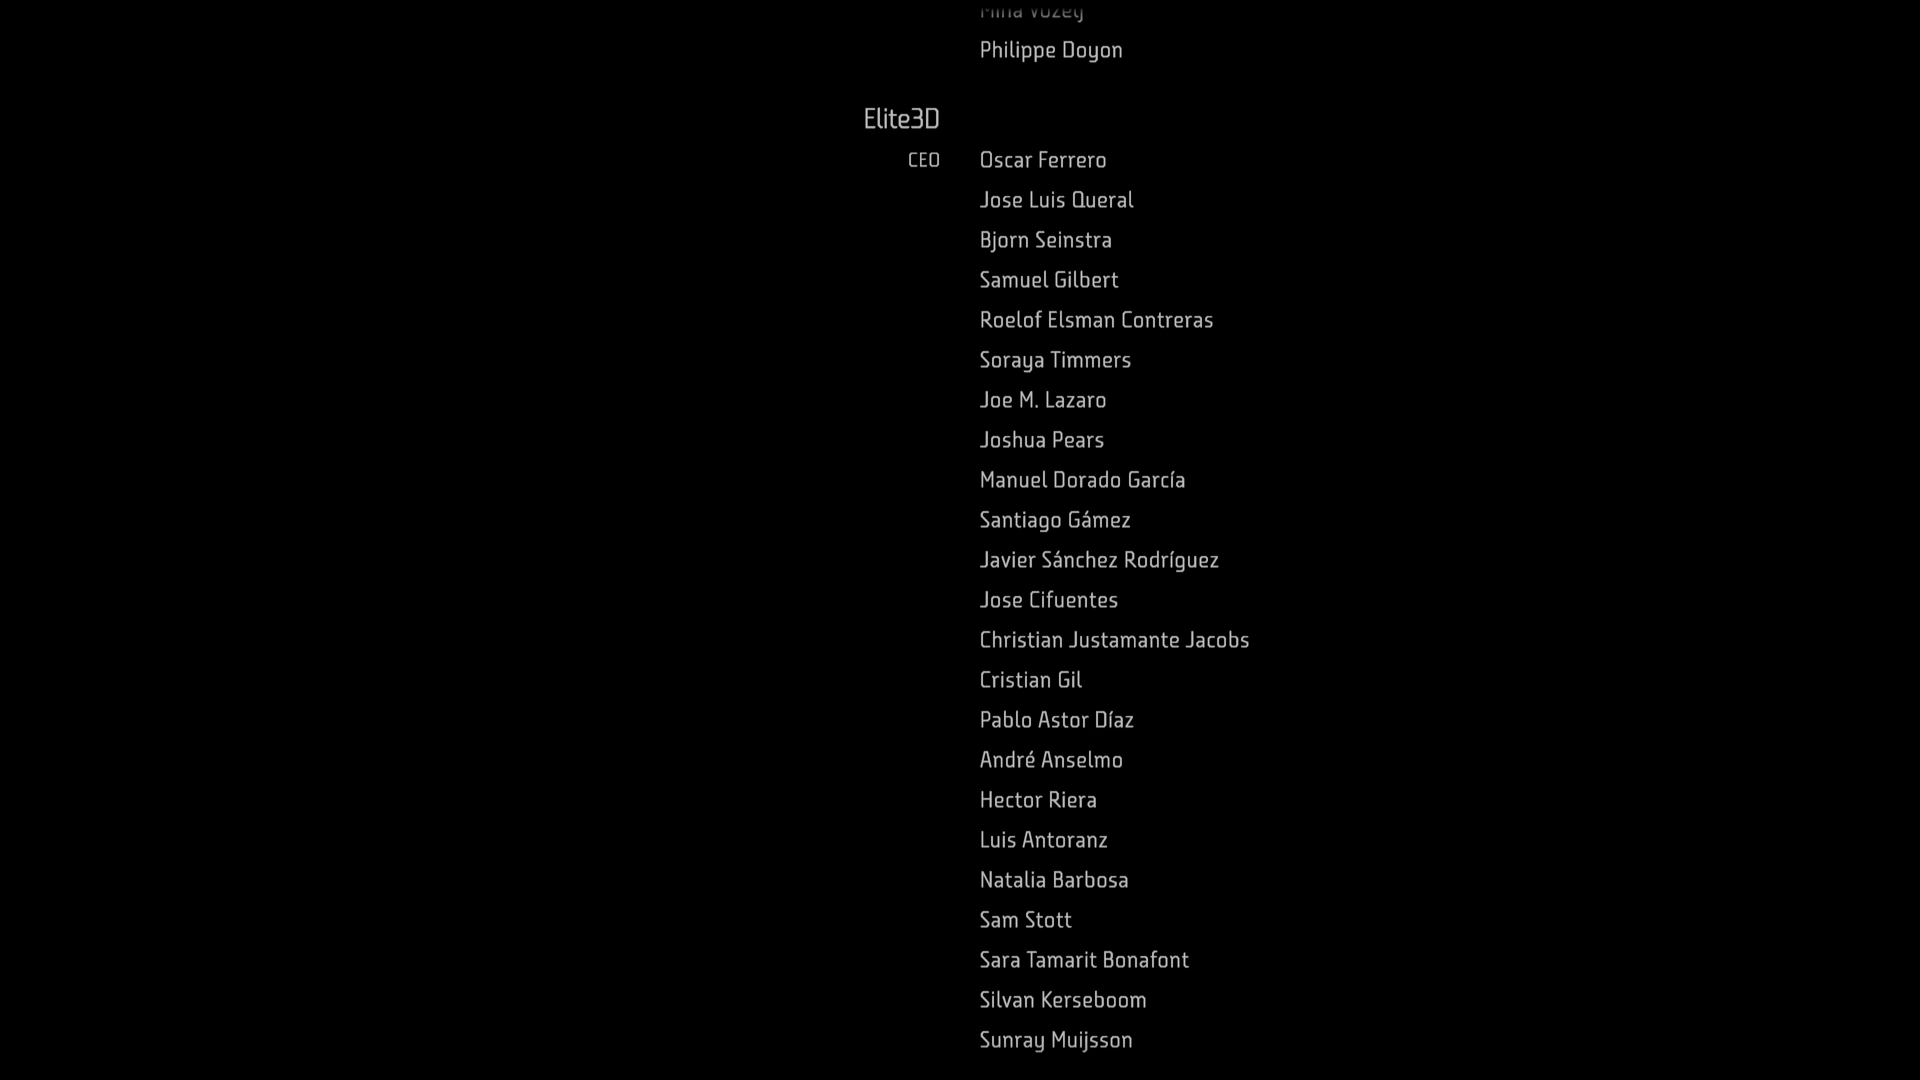 Philippe Doyon
Elite3D
CEO Oscar Ferrero
Jose Luis Queral
Bjorn Seinstra
Samuel Gilbert
Roelof Elsman Contreras
Soraya Timmers
Joe M. Lazaro
Joshua Pears
Manuel Dorado García
Santiago Gámez
Javier Sánchez Rodríguez
Jose Cifuentes
Christian Justamante Jacobs
Cristian Gil
Pablo Astor Díaz
André Anselmo
Hector Riera
Luis Antoranz
Natalia Barbosa
Sam Stott
Sara Tamarit Bonafont
Silvan Kerseboom
Sunray Muijsson